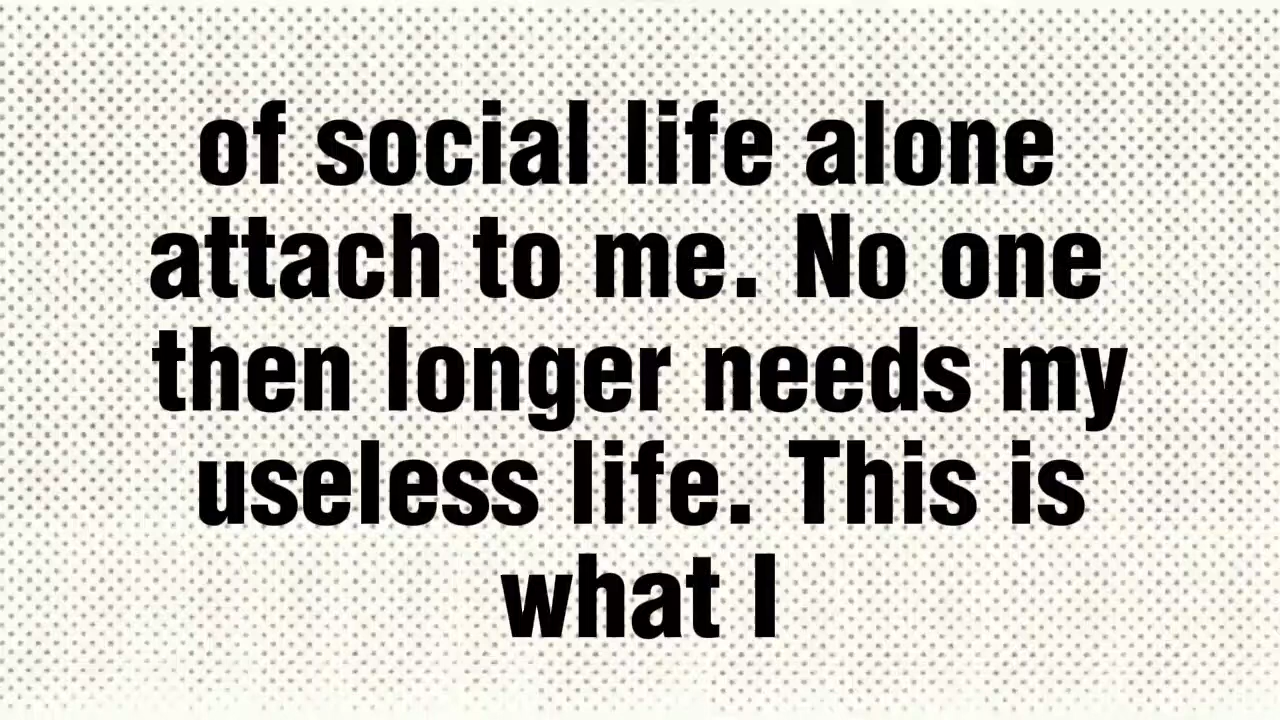 of social life alone
attach to me. No one
then longer needs my
useless life. This is
what I